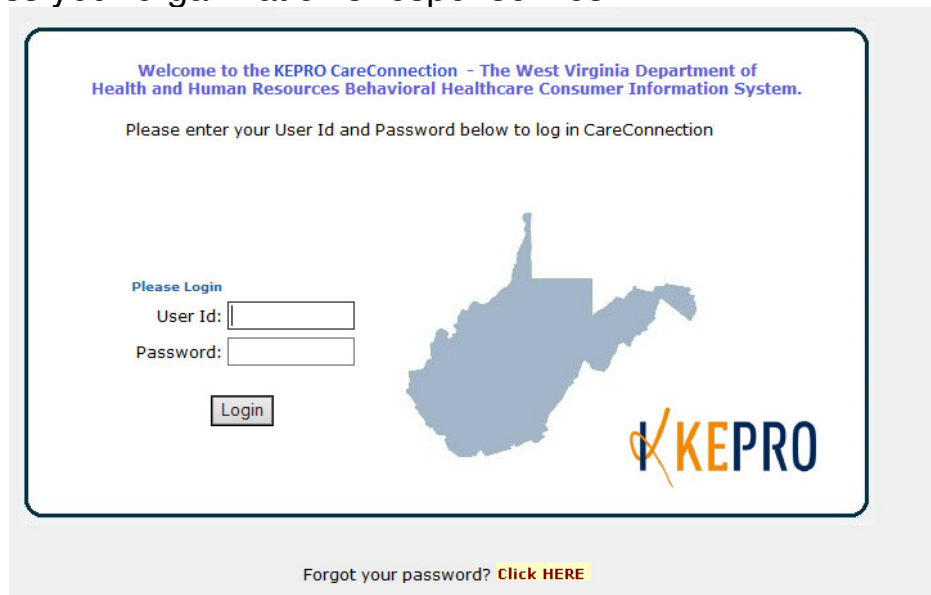 Welcome to the KEPRO CareConnection - The West Virginia Department of
Health and Human Resources Behavioral Healthcare Consumer Information System.
Please enter your User Id and Password below to log in CareConnection
Please Login
User Id:
Password:
Login
KEPRO
Forgot your password? Click HERE